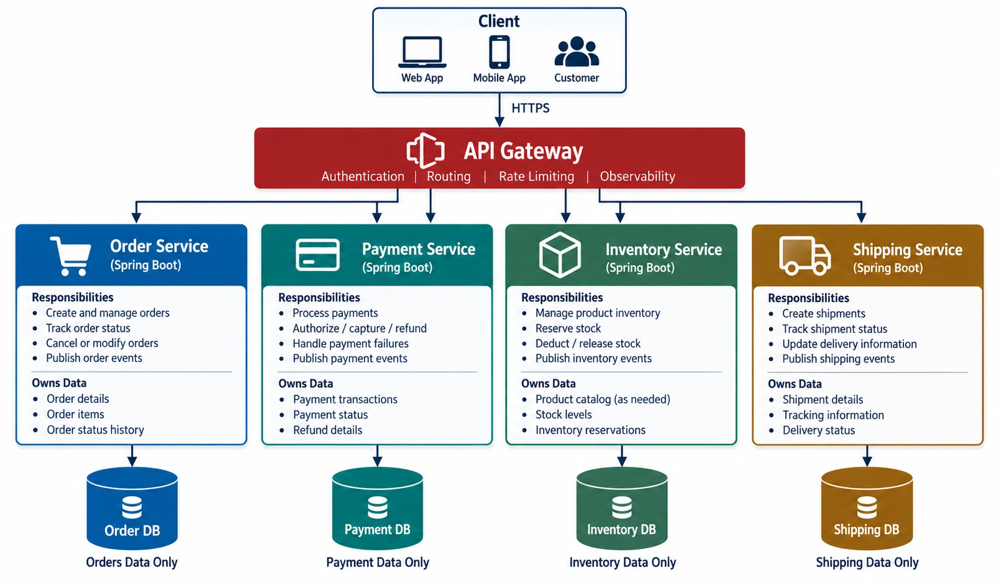 Client
Web App
Mobile App
Customer
HTTPS
API Gateway
Authentication | Routing | Rate Limiting | Observability
Order Service
(Spring Boot)
Responsibilities
• Create and manage orders
• Track order status
• Cancel or modify orders
• Publish order events
Owns Data
• Order details
• Order items
• Order status history
Payment Service
(Spring Boot)
Responsibilities
• Process payments
• Authorize / capture / refund
• Handle payment failures
• Publish payment events
Owns Data
• Payment transactions
• Payment status
• Refund details
Inventory Service
(Spring Boot)
Responsibilities
• Manage product inventory
• Reserve stock
• Deduct / release stock
• Publish inventory events
Owns Data
• Product catalog (as needed)
• Stock levels
• Inventory reservations
Shipping Service
(Spring Boot)
Responsibilities
• Create shipments
• Track shipment status
• Update delivery information
• Publish shipping events
Owns Data
• Shipment details
• Tracking information
• Delivery status
Order DB
Orders Data Only
Payment DB
Payment Data Only
Inventory DB
Inventory Data Only
Shipping DB
Shipping Data Only